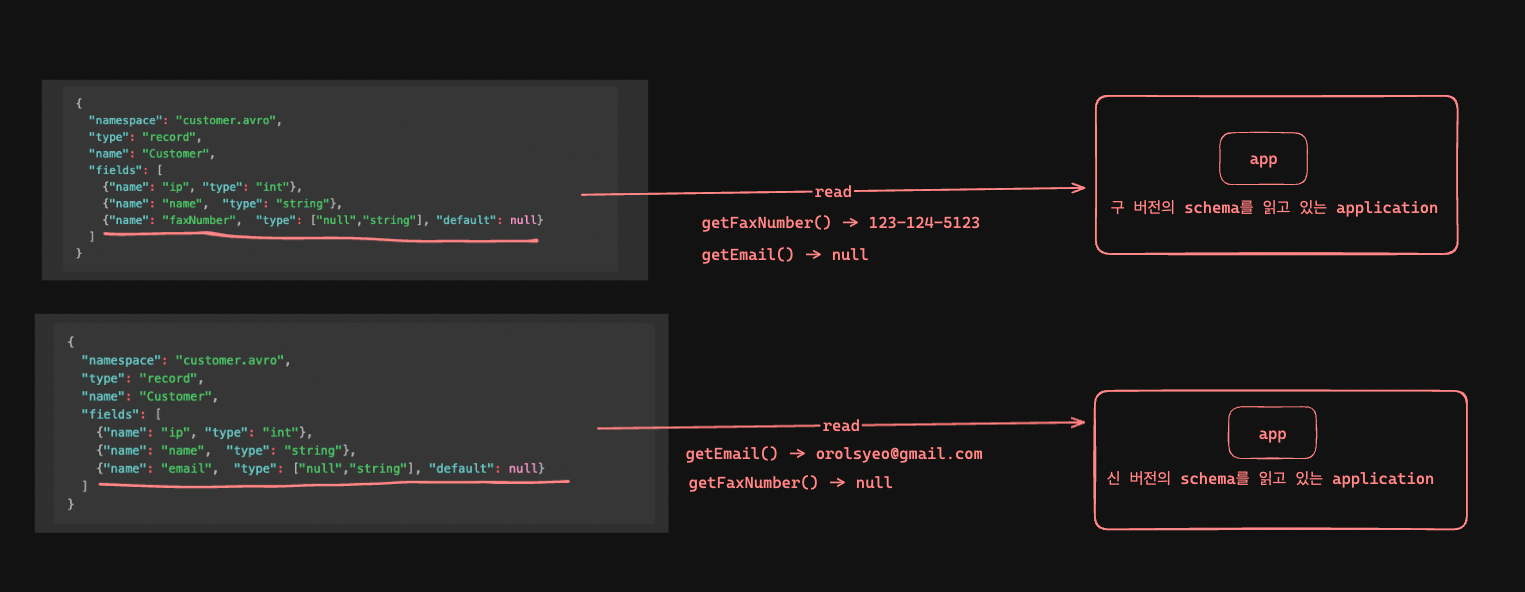 {
"namespace": "customer.avro",
"type": "record",
"name": "Customer",
"fields": [
{"name": "ip", "type": "int"},
{"name": "name",  "type": "string"},
{"name": "faxNumber",  "type": ["null","string"], "default": null}
]
}
read
getFaxNumber() → 123-124-5123
getEmail() → null
app
구 버전의 schema를 읽고 있는 application
{
"namespace": "customer.avro",
"type": "record",
"name": "Customer",
"fields": [
{"name": "ip", "type": "int"},
{"name": "name",  "type": "string"},
{"name": "email",  "type": ["null","string"], "default": null}
]
}
read
getEmail() → orolsyeo@gmail.com
getFaxNumber() → null
app
신 버전의 schema를 읽고 있는 application